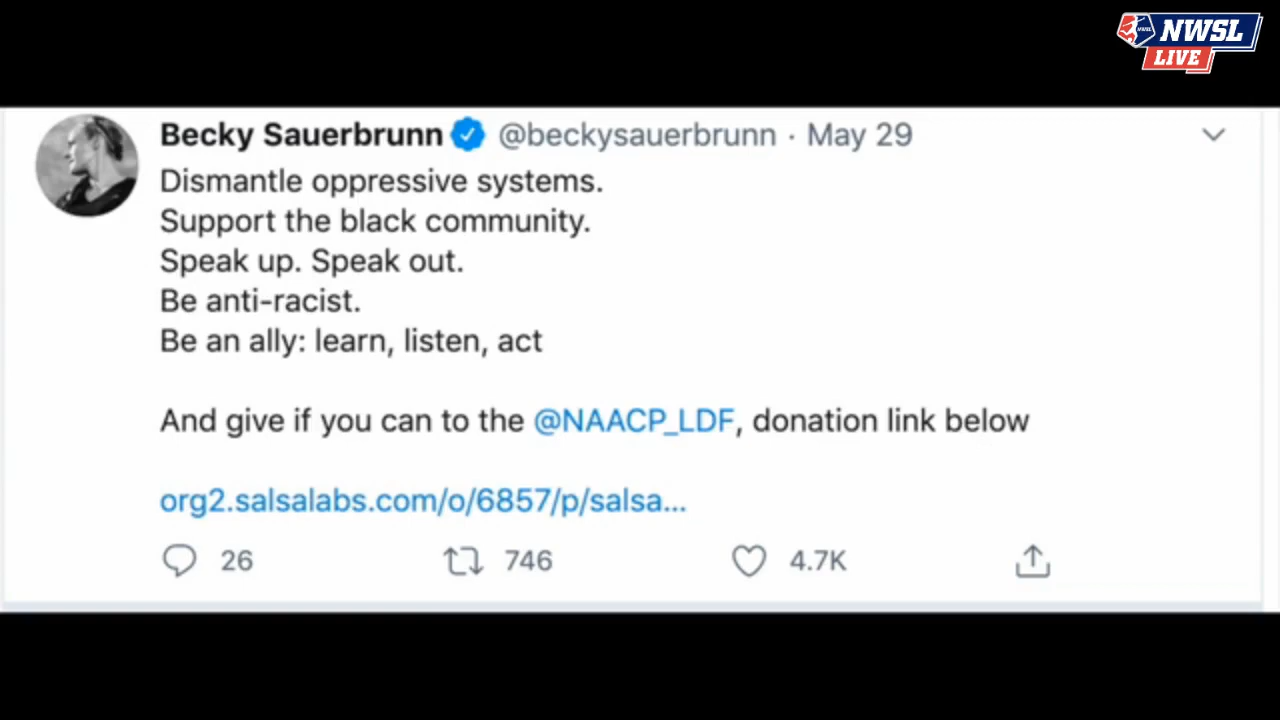 NWSL
LIVE
Becky Sauerbrunn @beckysauerbrunn · May 29
Dismantle oppressive systems.
Support the black community.
Speak up. Speak out.
Be anti-racist.
Be an ally: learn, listen, act
And give if you can to the @NAACP_LDF, donation link below
org2.salsalabs.com/o/6857/p/salsa...
26 746 4.7K